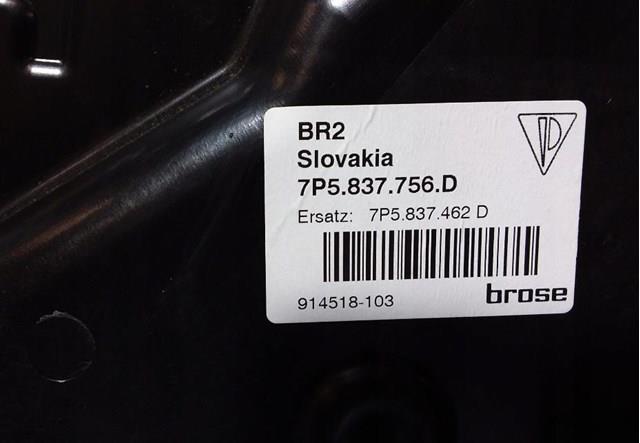 BR2
Slovakia
7P5.837.756.D
Ersatz: 7P5.837.462 D
914518-103
brose